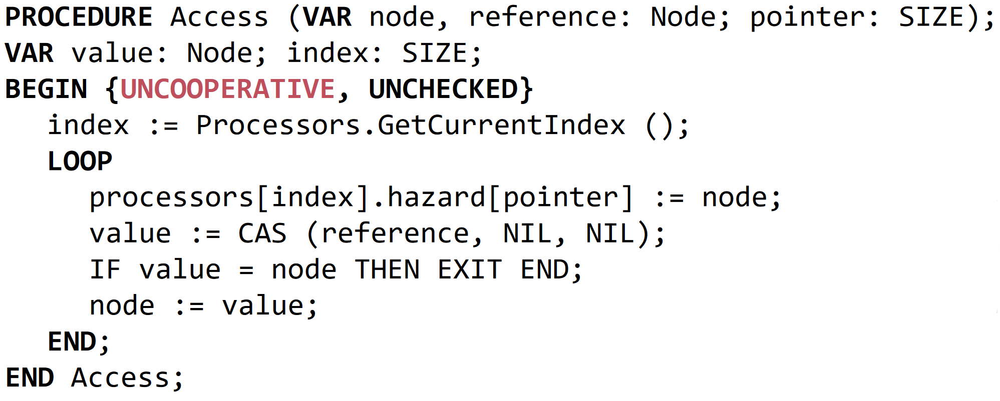 PROCEDURE Access (VAR node, reference: Node; pointer: SIZE);
VAR value: Node; index: SIZE;
BEGIN {UNCOOPERATIVE, UNCHECKED}
index := Processors.GetCurrentIndex ();
LOOP
processors[index].hazard[pointer] := node;
value := CAS (reference, NIL, NIL);
IF value = node THEN EXIT END;
node := value;
END;
END Access;